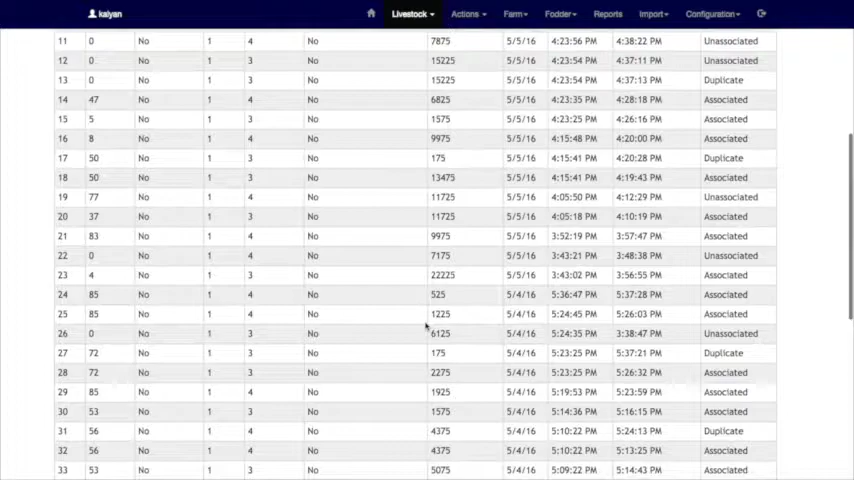 kalyan Livestock Actions Farm Fodder Reports Import Configuration
11 0 No 1 4 No 7875 5/5/16 4:23:56 PM 4:38:22 PM Unassociated
12 0 No 1 3 No 15225 5/5/16 4:23:54 PM 4:37:11 PM Unassociated
13 0 No 1 3 No 15225 5/5/16 4:23:54 PM 4:37:13 PM Duplicate
14 47 No 1 4 No 6825 5/5/16 4:23:35 PM 4:28:18 PM Associated
15 5 No 1 3 No 1575 5/5/16 4:23:25 PM 4:26:16 PM Associated
16 8 No 1 4 No 9975 5/5/16 4:15:48 PM 4:20:00 PM Associated
17 50 No 1 3 No 175 5/5/16 4:15:41 PM 4:20:28 PM Duplicate
18 50 No 1 3 No 13475 5/5/16 4:15:41 PM 4:19:43 PM Associated
19 77 No 1 4 No 11725 5/5/16 4:05:50 PM 4:12:29 PM Unassociated
20 37 No 1 3 No 11725 5/5/16 4:05:18 PM 4:10:19 PM Associated
21 83 No 1 4 No 9975 5/5/16 3:52:19 PM 3:57:47 PM Associated
22 0 No 1 4 No 7175 5/5/16 3:43:21 PM 3:48:38 PM Unassociated
23 4 No 1 3 No 22225 5/5/16 3:43:02 PM 3:56:55 PM Associated
24 85 No 1 4 No 525 5/4/16 5:36:47 PM 5:37:28 PM Associated
25 85 No 1 4 No 1225 5/4/16 5:24:45 PM 5:26:03 PM Associated
26 0 No 1 3 No 6125 5/4/16 5:24:35 PM 3:38:47 PM Unassociated
27 72 No 1 3 No 175 5/4/16 5:23:25 PM 5:37:21 PM Duplicate
28 72 No 1 3 No 2275 5/4/16 5:23:25 PM 5:26:32 PM Associated
29 85 No 1 4 No 1925 5/4/16 5:19:53 PM 5:23:59 PM Associated
30 53 No 1 3 No 1575 5/4/16 5:14:36 PM 5:16:15 PM Associated
31 56 No 1 4 No 4375 5/4/16 5:10:22 PM 5:24:13 PM Duplicate
32 56 No 1 4 No 4375 5/4/16 5:10:22 PM 5:13:25 PM Associated
33 53 No 1 3 No 5075 5/4/16 5:09:22 PM 5:14:43 PM Associated